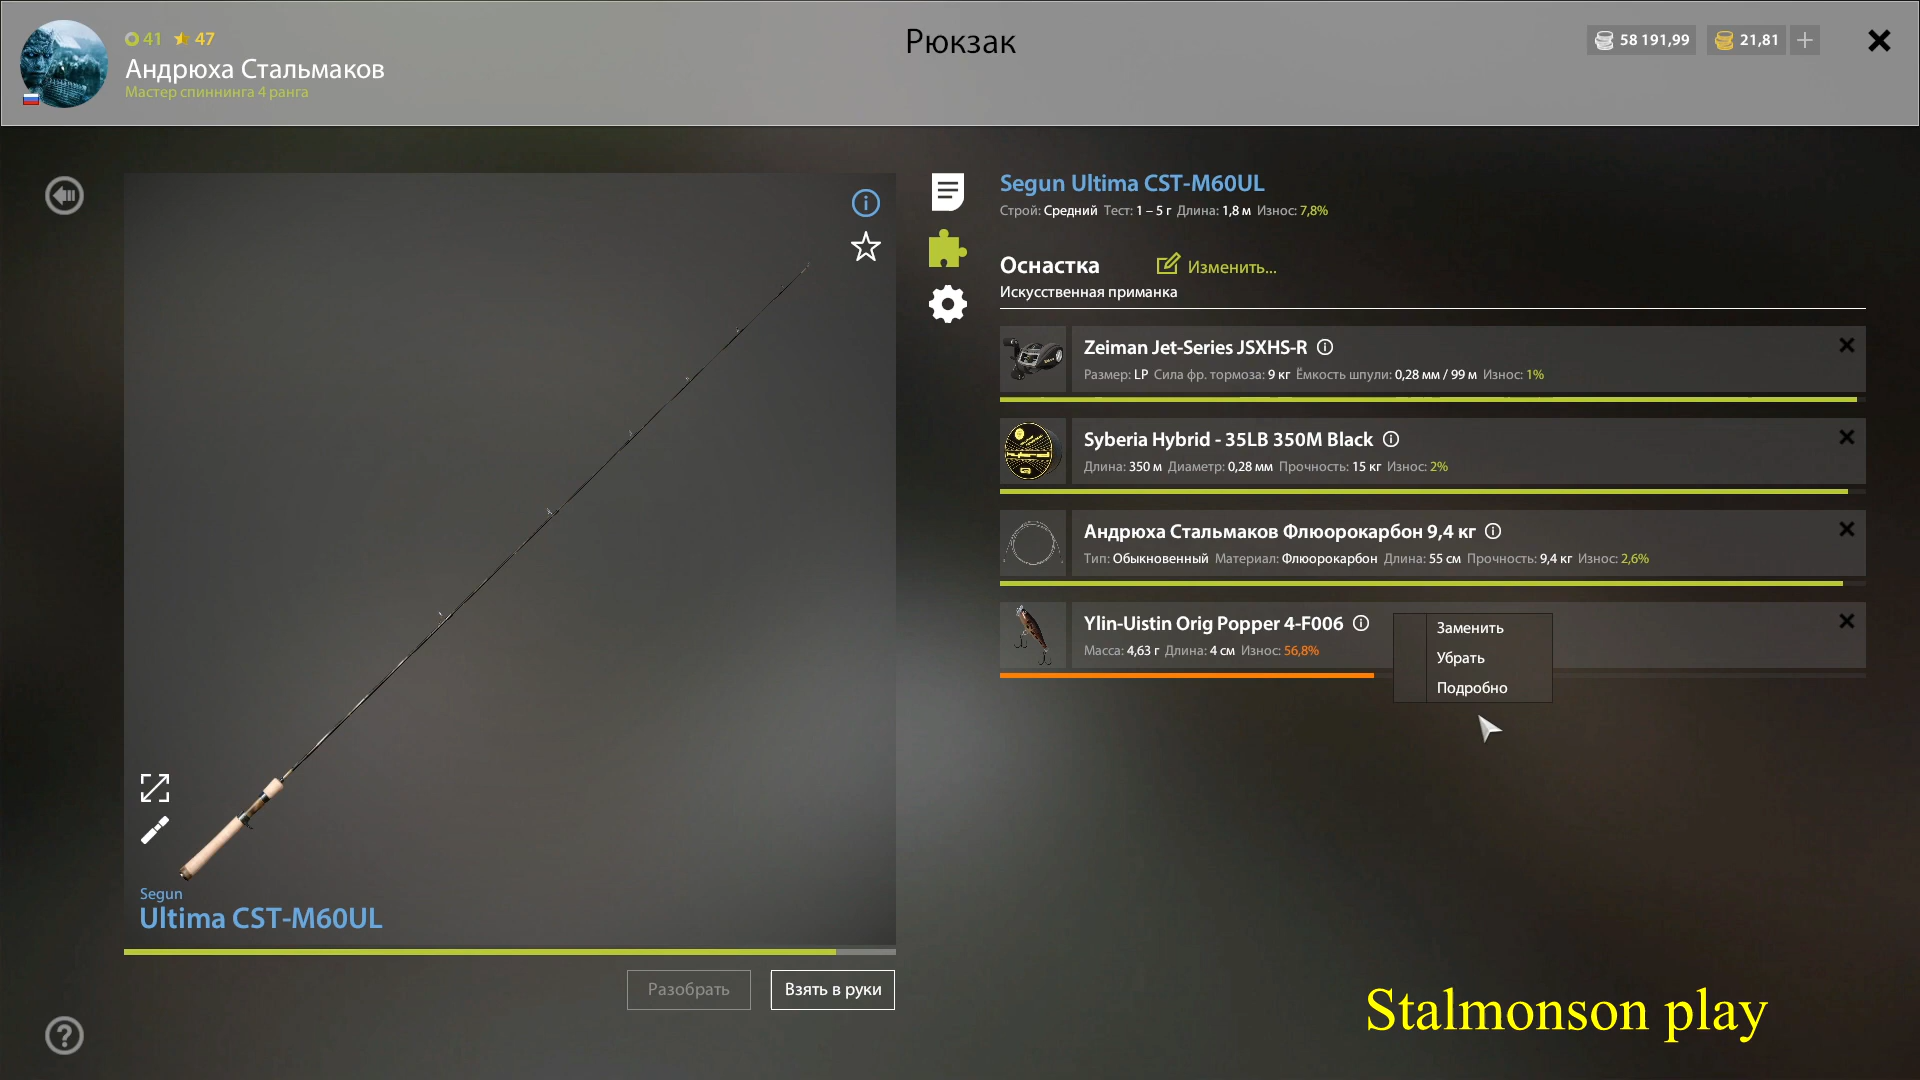 41 47
Андрюха Стальмаков
Мастер спиннинга 4 ранга
Рюкзак
58 191,99
21,81
Segun Ultima CST-M60UL
Строй: Средний Тест: 1 – 5 г Длина: 1,8 м Износ: 7,8%
Оснастка
Изменить...
Искусственная приманка
Zeiman Jet-Series JSXHS-R
Размер: LP Сила фр. тормоза: 9 кг Ёмкость шпули: 0,28 мм / 99 м Износ: 1%
Syberia Hybrid - 35LB 350M Black
Длина: 350 м Диаметр: 0,28 мм Прочность: 15 кг Износ: 2%
Андрюха Стальмаков Флюорокарбон 9,4 кг
Тип: Обыкновенный Материал: Флюорокарбон Длина: 55 см Прочность: 9,4 кг Износ: 2,6%
Ylin-Uistin Orig Popper 4-F006
Масса: 4,63 г Длина: 4 см Износ: 56,8%
Заменить
Убрать
Подробно
Segun
Ultima CST-M60UL
Разобрать
Взять в руки
Stalmonson play